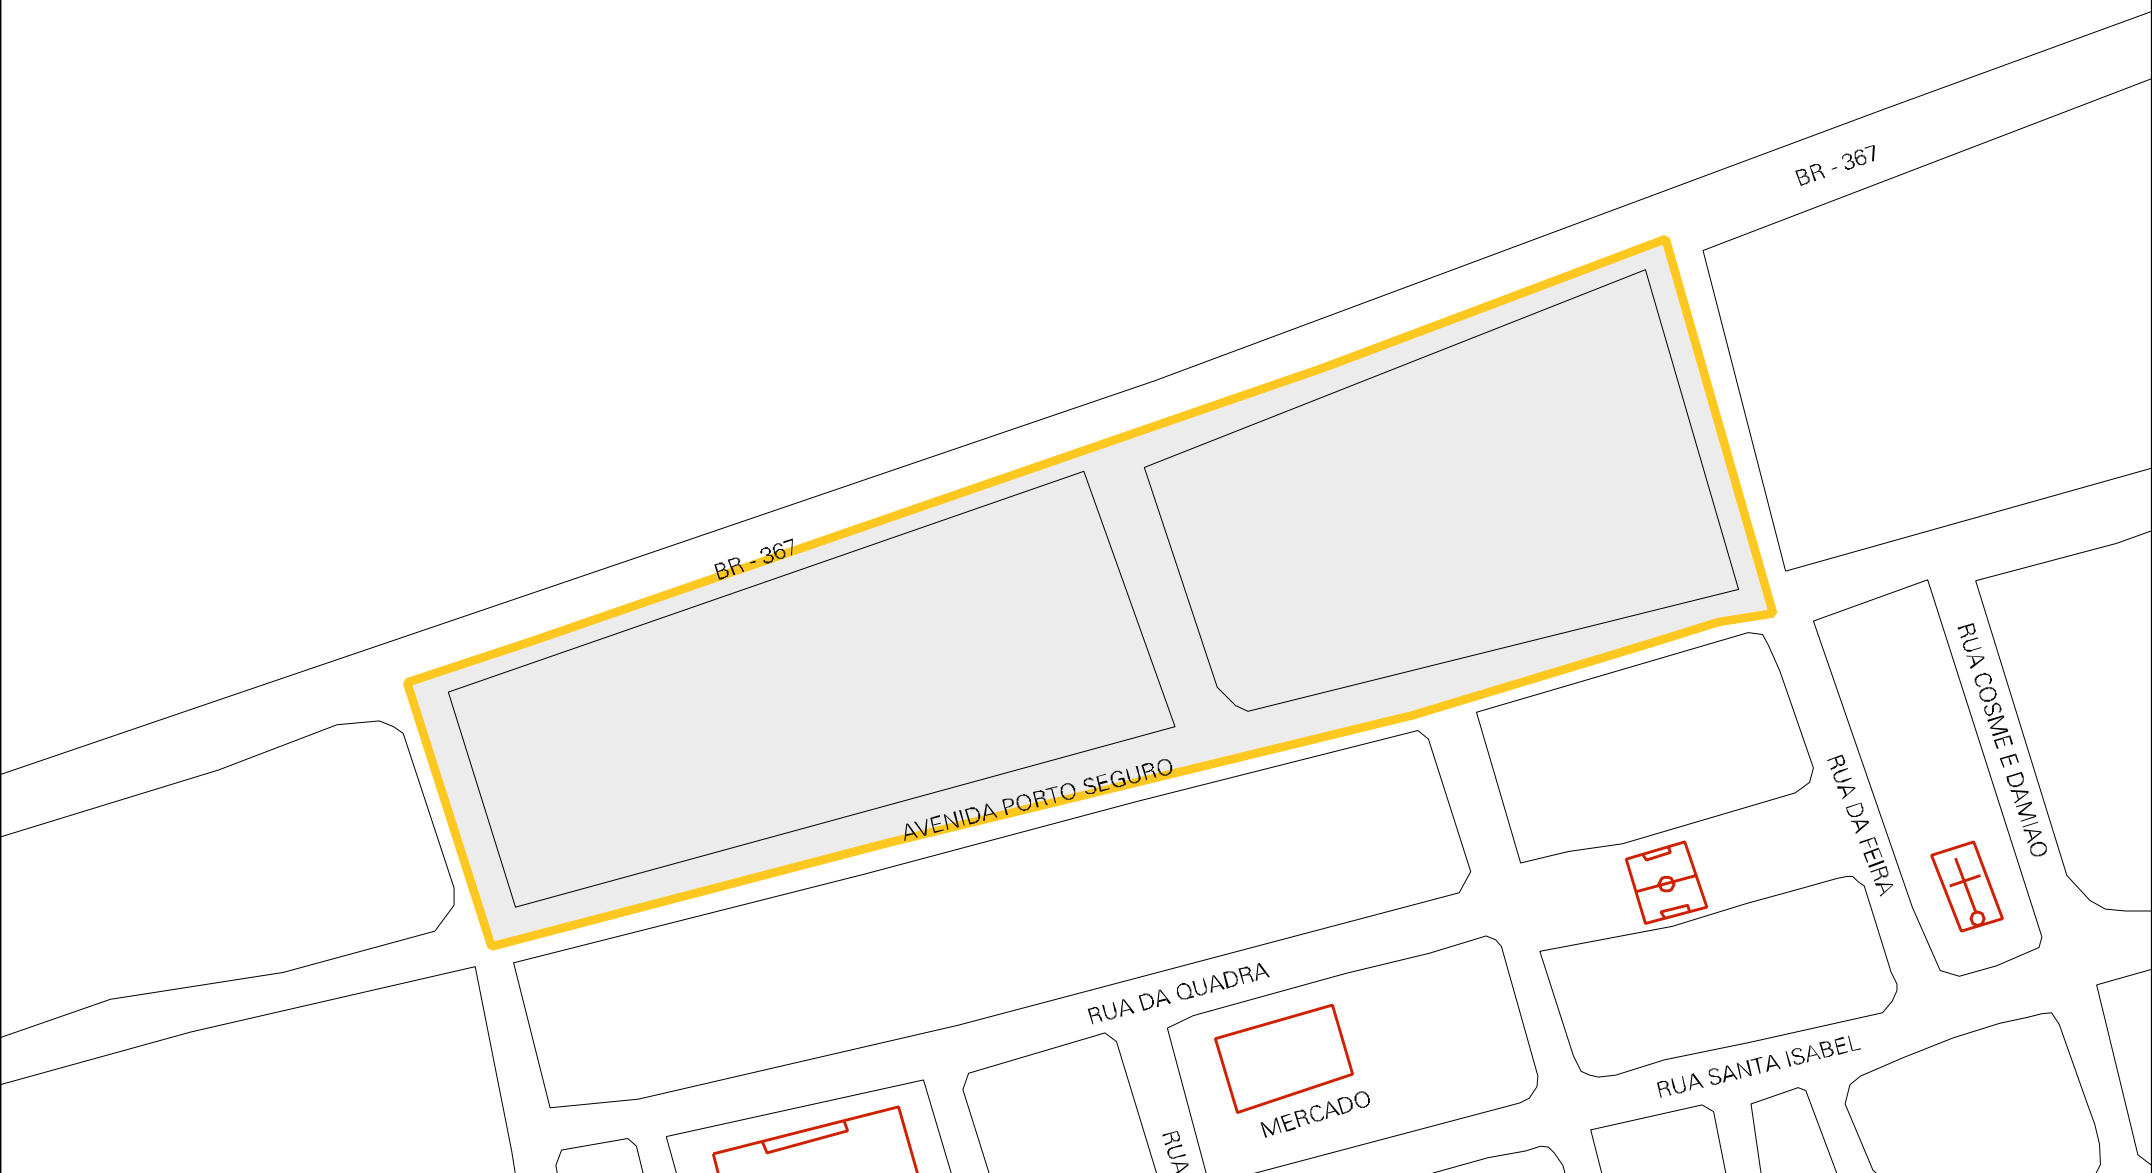 BR - 367
BR - 367
RUA COSME E DAMIAO
AVENIDA PORTO SEGURO
RUA DA FEIRA
RUA DA QUADRA
RUA SANTA ISABEL
MERCADO
RUA